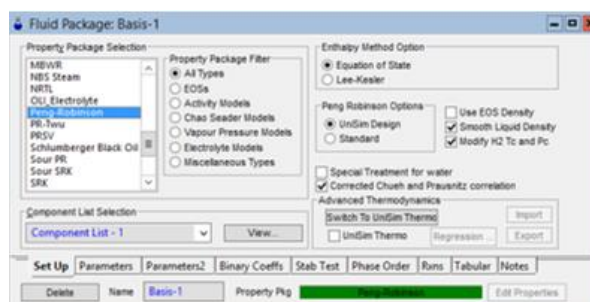 Fluid Package: Basis-1
Property Package Selection
MBWR
NBS Steam
NRTL
OLI_Electrolyte
Peng-Robinson
PR-Twu
PRSV
Schlumberger Black Oil
Sour PR
Sour SRK
SRK
Property Package Filter
All Types
EOSs
Activity Models
Chao Seader Models
Vapour Pressure Models
Electrolyte Models
Miscellaneous Types
Component List Selection
Component List - 1
View...
Enthalpy Method Option
Equation of State
Lee-Kesler
Peng Robinson Options
UniSim Design
Standard
Use EOS Density
Smooth Liquid Density
Modify H2 Tc and Pc
Special Treatment for water
Corrected Chueh and Prausnitz correlation
Advanced Thermodynamics
Switch To UniSim Thermo
Import
UniSim Thermo
Regression ...
Export
Set Up Parameters Parameters2 Binary Coeffs Stab Test Phase Order Rxns Tabular Notes
Delete Name Basis-1 Property Pkg Peng-Robinson Edit Properties